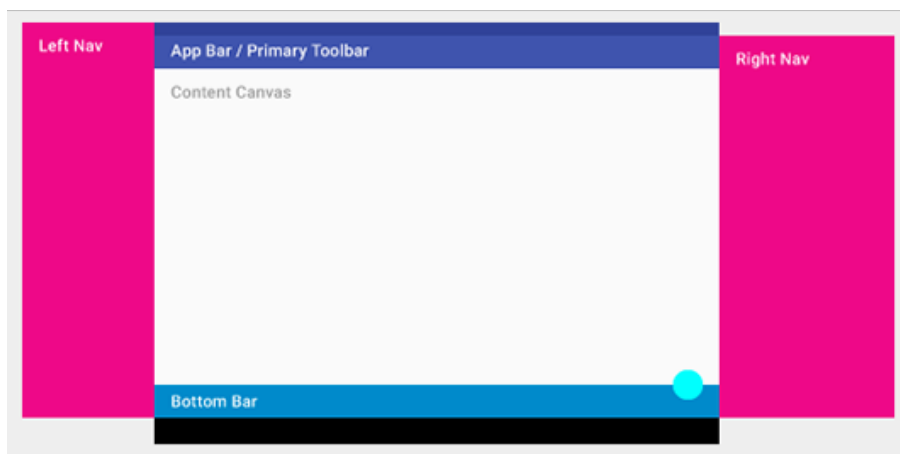 Left Nav
App Bar / Primary Toolbar
Right Nav
Content Canvas
Bottom Bar